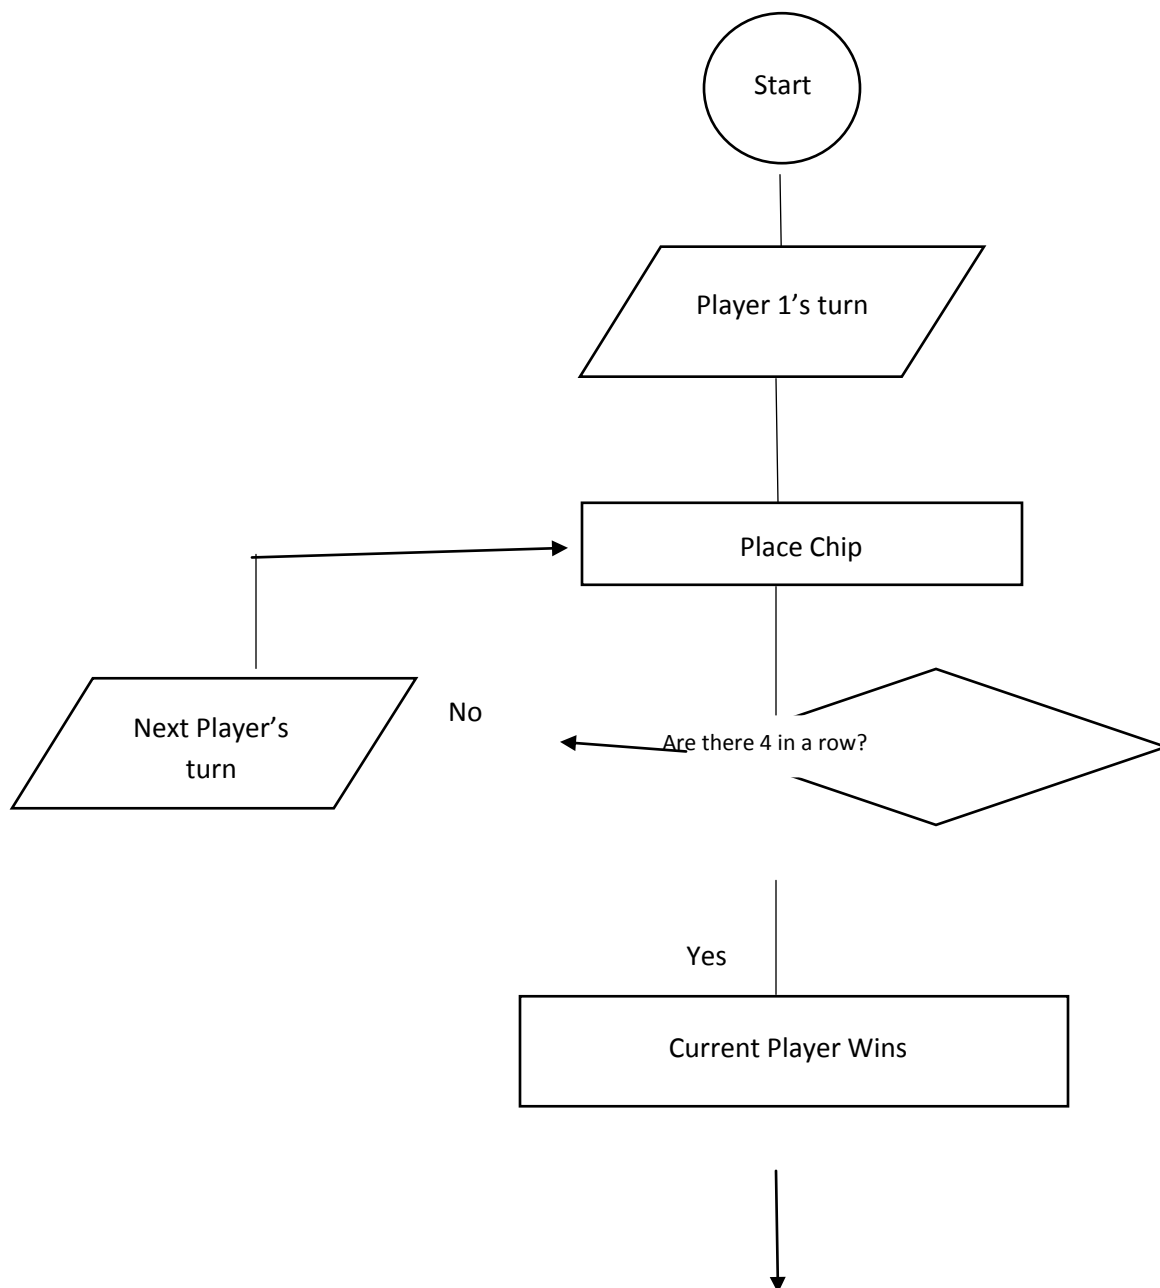 Start
Player 1’s turn
Place Chip
Next Player’s
turn
No
Are there 4 in a row?
Yes
Current Player Wins